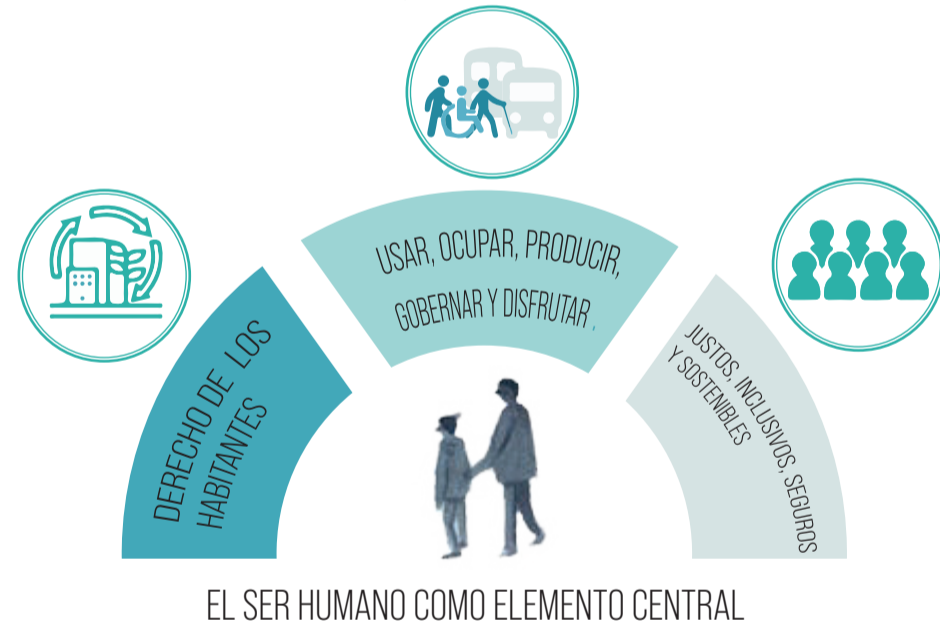 DERECHO DE LOS
HABITANTES
USAR, OCUPAR, PRODUCIR,
GOBERNAR Y DISFRUTAR.
JUSTOS, INCLUSIVOS, SEGUROS
Y SOSTENIBLES
EL SER HUMANO COMO ELEMENTO CENTRAL